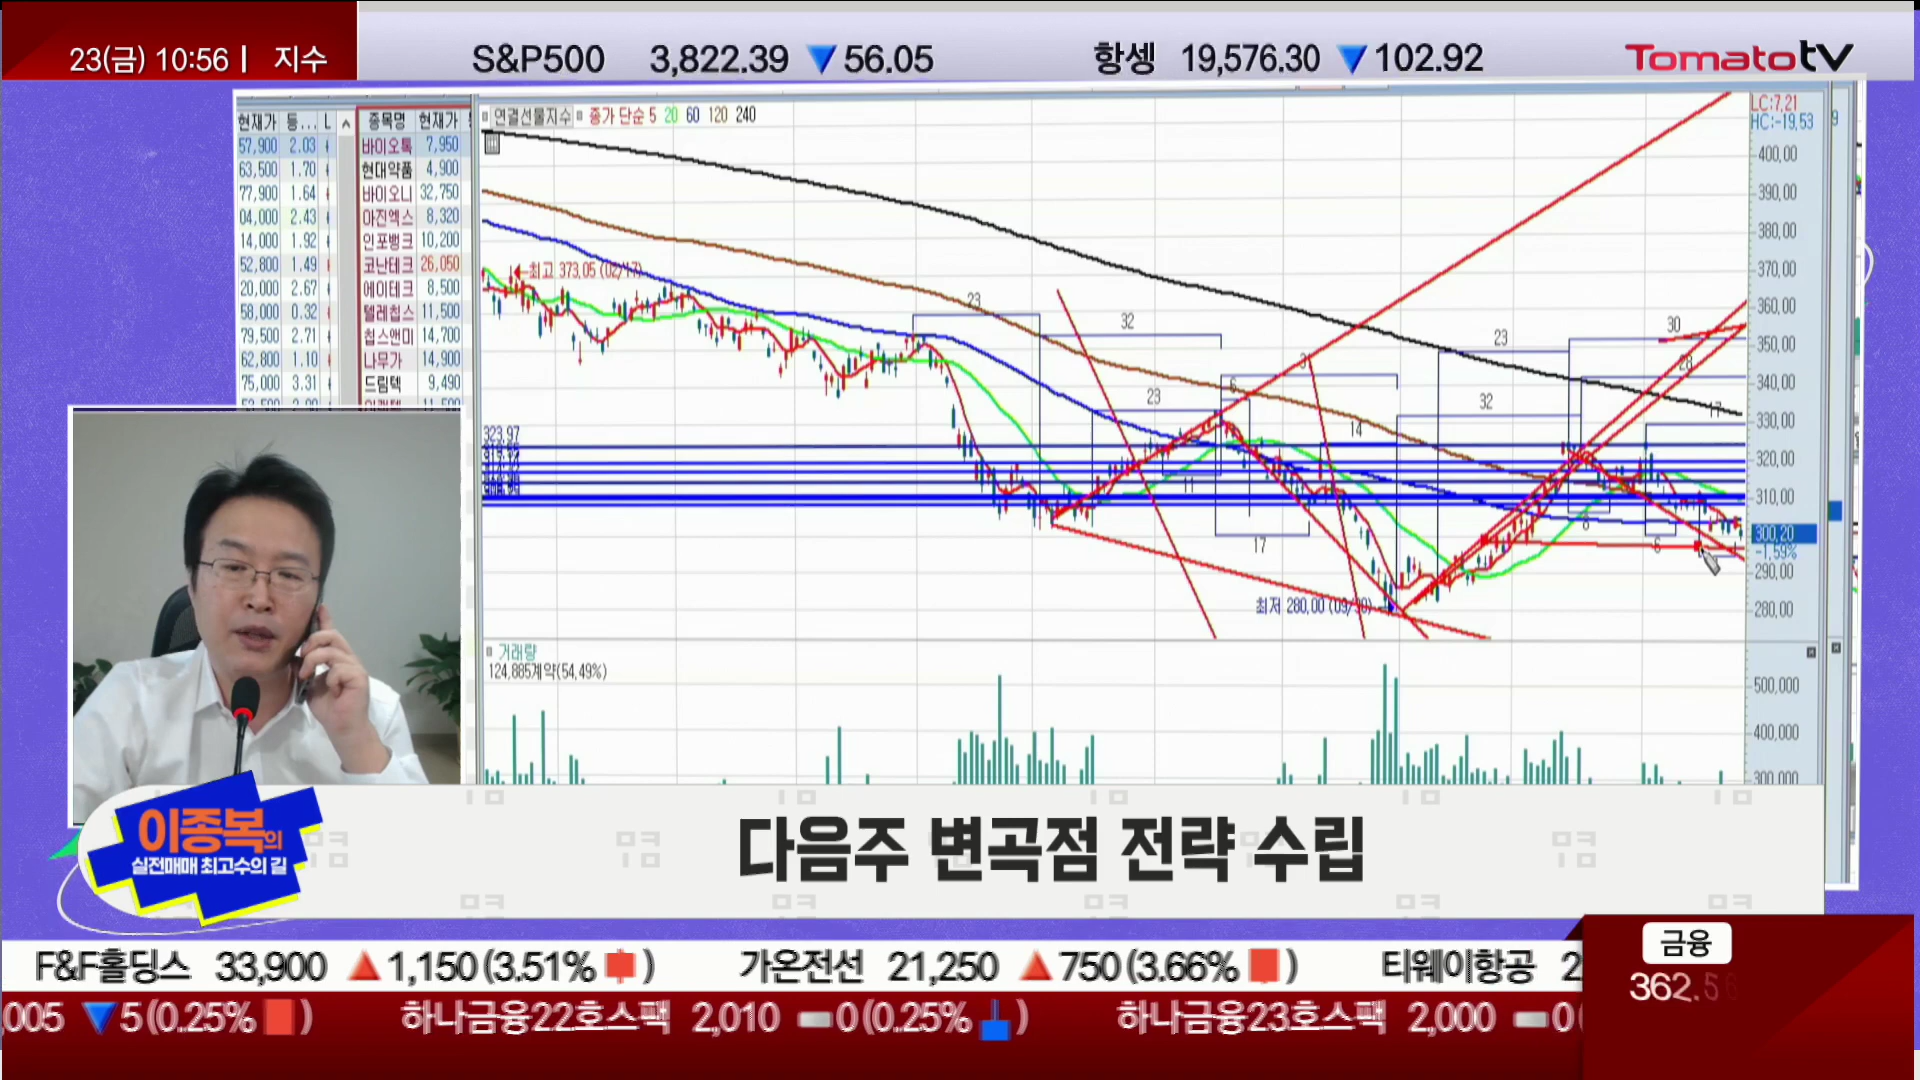 23(금) 10:56 | 지수
S&P500 3,822.39 ▼56.05
항셍 19,576.30 ▼102.92
Tomato tv
현재가 등... L
57,900 2.03
63,500 1.70
77,900 1.64
04,000 2.43
14,000 1.92
52,800 1.49
20,000 2.67
58,000 0.32
79,500 2.71
62,800 1.10
75,000 3.31
종목명 현재가
바이오톡 7,950
현대약품 4,900
바이오니 32,750
아진엑스 8,320
인포뱅크 10,200
코난테크 26,050
에이테크 8,500
텔레칩스 11,500
칩스앤미 14,700
나무가 14,900
드림텍 9,490
연결선물지수 종가 단순 5 20 60 120 240
LC:7,21
HC:-19,53
400,00
390,00
380,00
370,00
360,00
350,00
340,00
330,00
320,00
310,00
300,20
-1,59%
290,00
280,00
최고 373,05 (02/17)
23
32
31
23
30
28
6
23
32
14
17
323,97
11
17
8
6
최저 280,00 (09/30)
거래량
124,885계약(54,49%)
500,000
400,000
300,000
이종복의
실전매매 최고수의 길
다음주 변곡점 전략 수립
F&F홀딩스 33,900 ▲1,150(3.51% )
가온전선 21,250 ▲750(3.66% )
티웨이항공 2
금융
362.5
,005 ▼5(0.25% )
하나금융22호스팩 2,010 0(0.25% )
하나금융23호스팩 2,000 0(